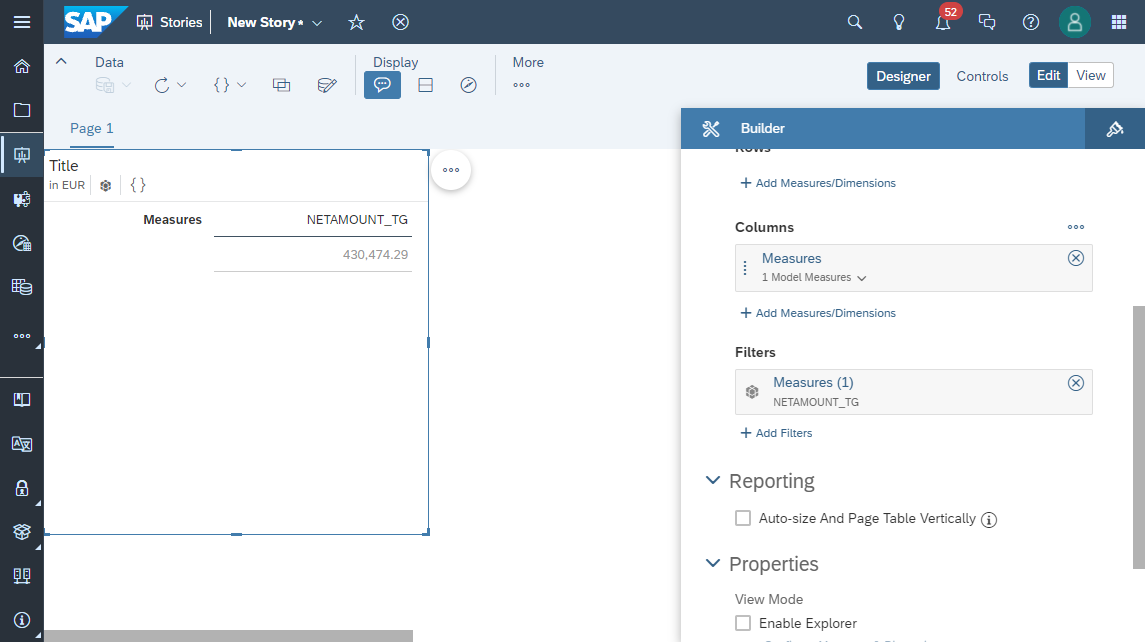 SAP Stories New Story* 52
Data Display More
Designer Controls Edit View
Page 1
Builder
Title
in EUR
Measures NETAMOUNT_TG
430,474.29
Rows
Add Measures/Dimensions
Columns
Measures
1 Model Measures
Add Measures/Dimensions
Filters
Measures (1)
NETAMOUNT_TG
Add Filters
Reporting
Auto-size And Page Table Vertically
Properties
View Mode
Enable Explorer